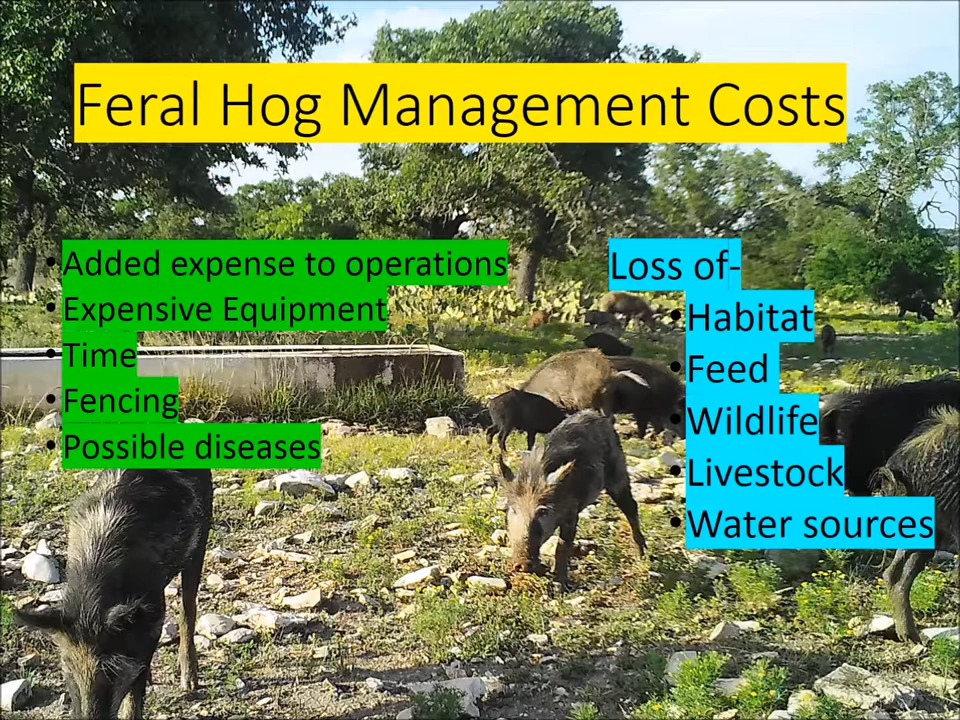 Feral Hog Management Costs
• Added expense to operations
• Expensive Equipment
• Time
• Fencing
• Possible diseases
Loss of-
• Habitat
• Feed
• Wildlife
• Livestock
• Water sources